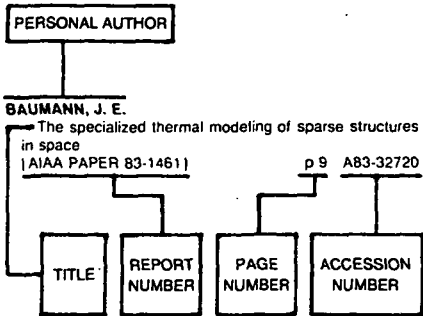 PERSONAL AUTHOR
BAUMANN, J. E.
The specialized thermal modeling of sparse structures
in space
[AIAA PAPER 83-1461] p 9 A83-32720
TITLE
REPORT
NUMBER
PAGE
NUMBER
ACCESSION
NUMBER